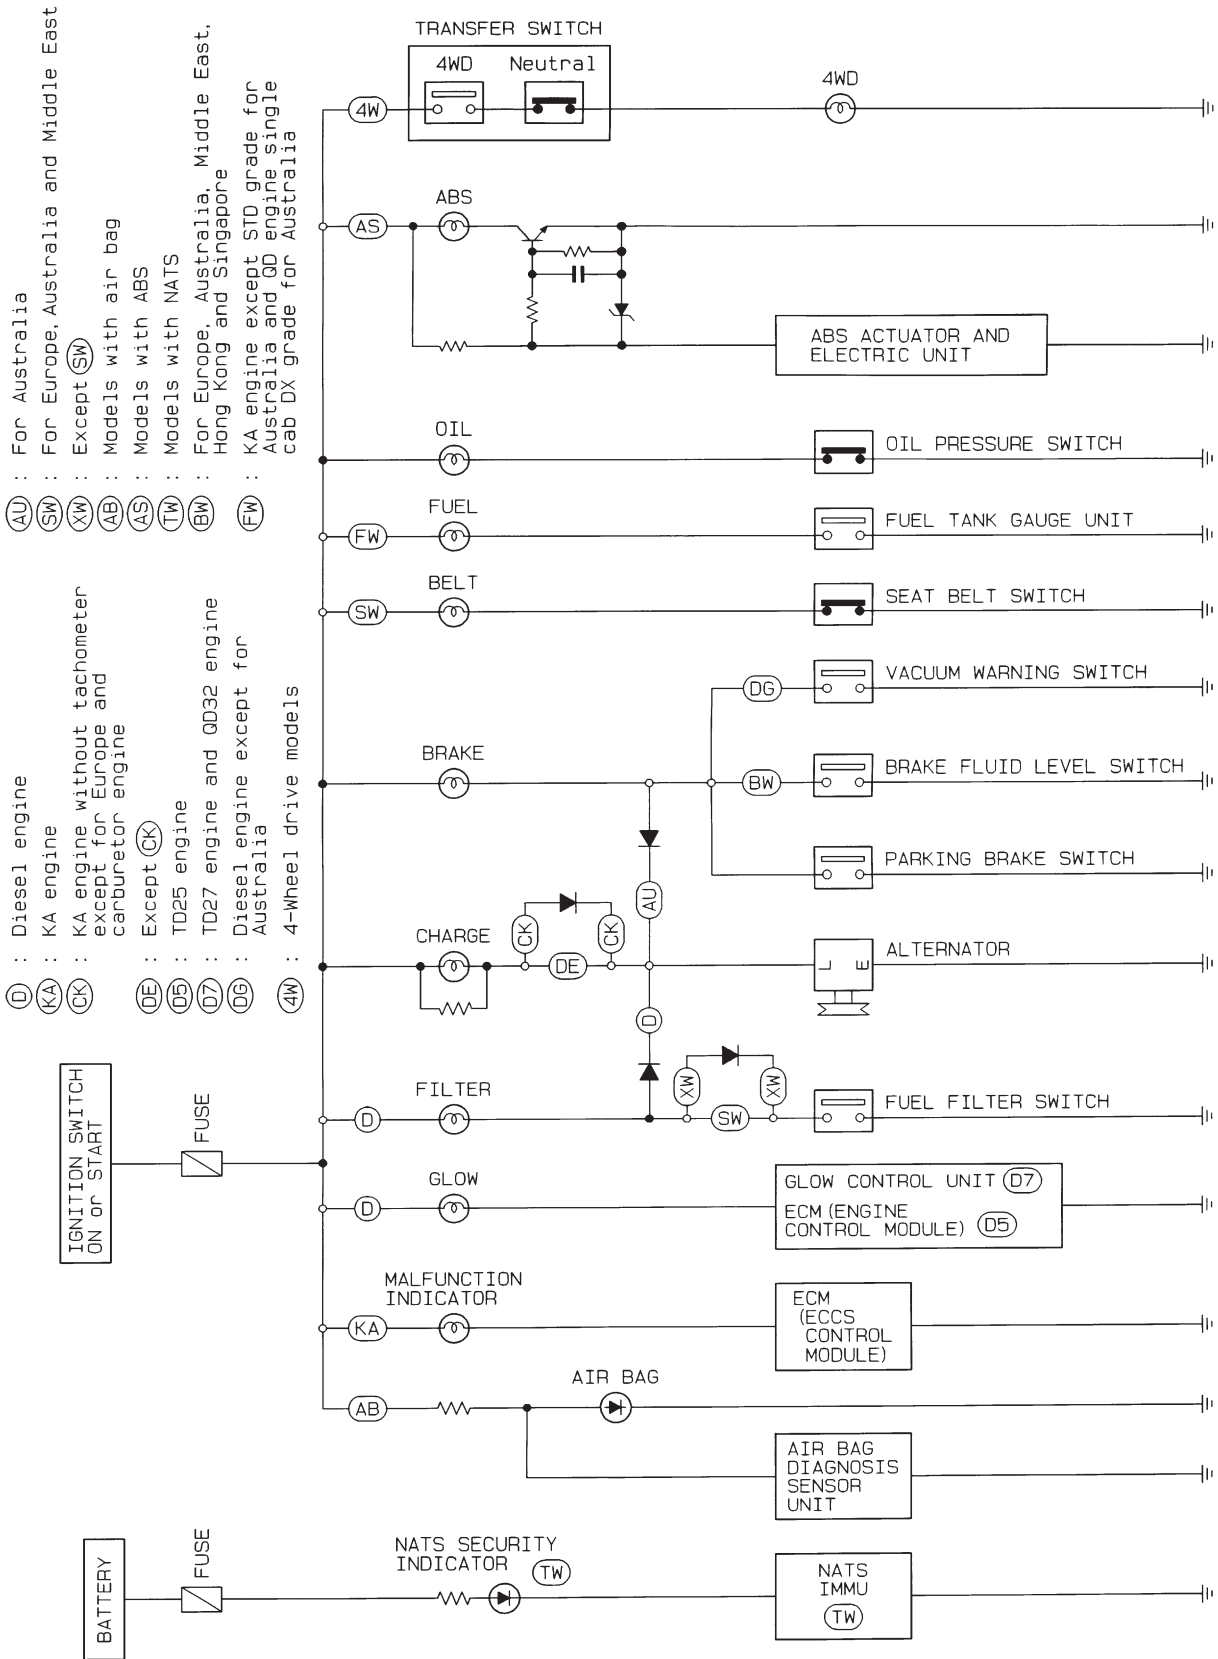 TRANSFER SWITCH
4WD
Neutral
4W
4WD
AS
ABS
ABS ACTUATOR AND
ELECTRIC UNIT
OIL
OIL PRESSURE SWITCH
FW
FUEL
FUEL TANK GAUGE UNIT
SW
BELT
SEAT BELT SWITCH
DG
VACUUM WARNING SWITCH
BRAKE
BW
BRAKE FLUID LEVEL SWITCH
PARKING BRAKE SWITCH
AU
CHARGE
CK
CK
DE
L
E
ALTERNATOR
D
D
FILTER
XW
XW
SW
FUEL FILTER SWITCH
D
GLOW
GLOW CONTROL UNIT D7
ECM (ENGINE
CONTROL MODULE) D5
MALFUNCTION
INDICATOR
KA
ECM
(ECCS
CONTROL
MODULE)
AB
AIR BAG
AIR BAG
DIAGNOSIS
SENSOR
UNIT
NATS SECURITY
INDICATOR TW
NATS
IMMU
TW
IGNITION SWITCH
ON or START
FUSE
BATTERY
FUSE
D : Diesel engine
KA : KA engine
CK : KA engine without tachometer
except for Europe and
carburetor engine
DE : Except CK
D5 : TD25 engine
D7 : TD27 engine and QD32 engine
DG : Diesel engine except for
Australia
4W : 4-Wheel drive models
AU : For Australia
SW : For Europe, Australia and Middle East
XW : Except SW
AB : Models with air bag
AS : Models with ABS
TW : Models with NATS
BW : For Europe, Australia, Middle East,
Hong Kong and Singapore
FW : KA engine except STD grade for
Australia and QD engine single
cab DX grade for Australia